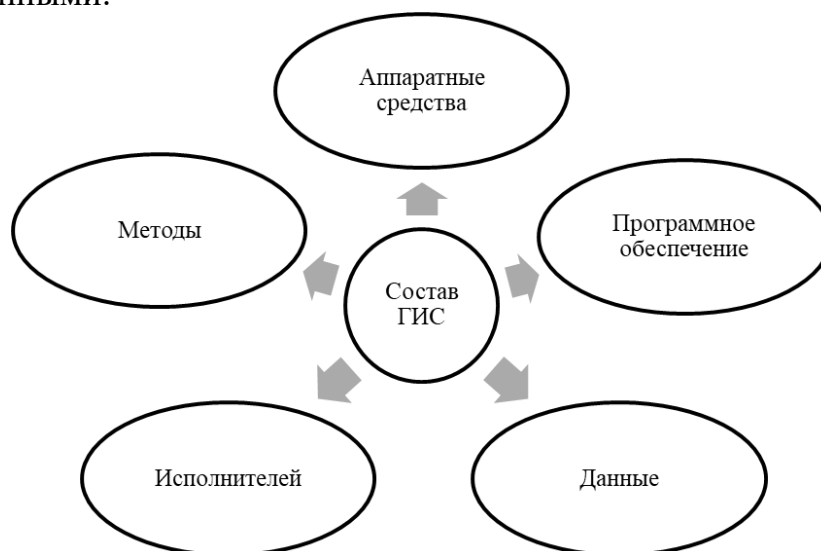 Аппаратные
средства
Методы
Программное
обеспечение
Состав
ГИС
Исполнителей
Данные